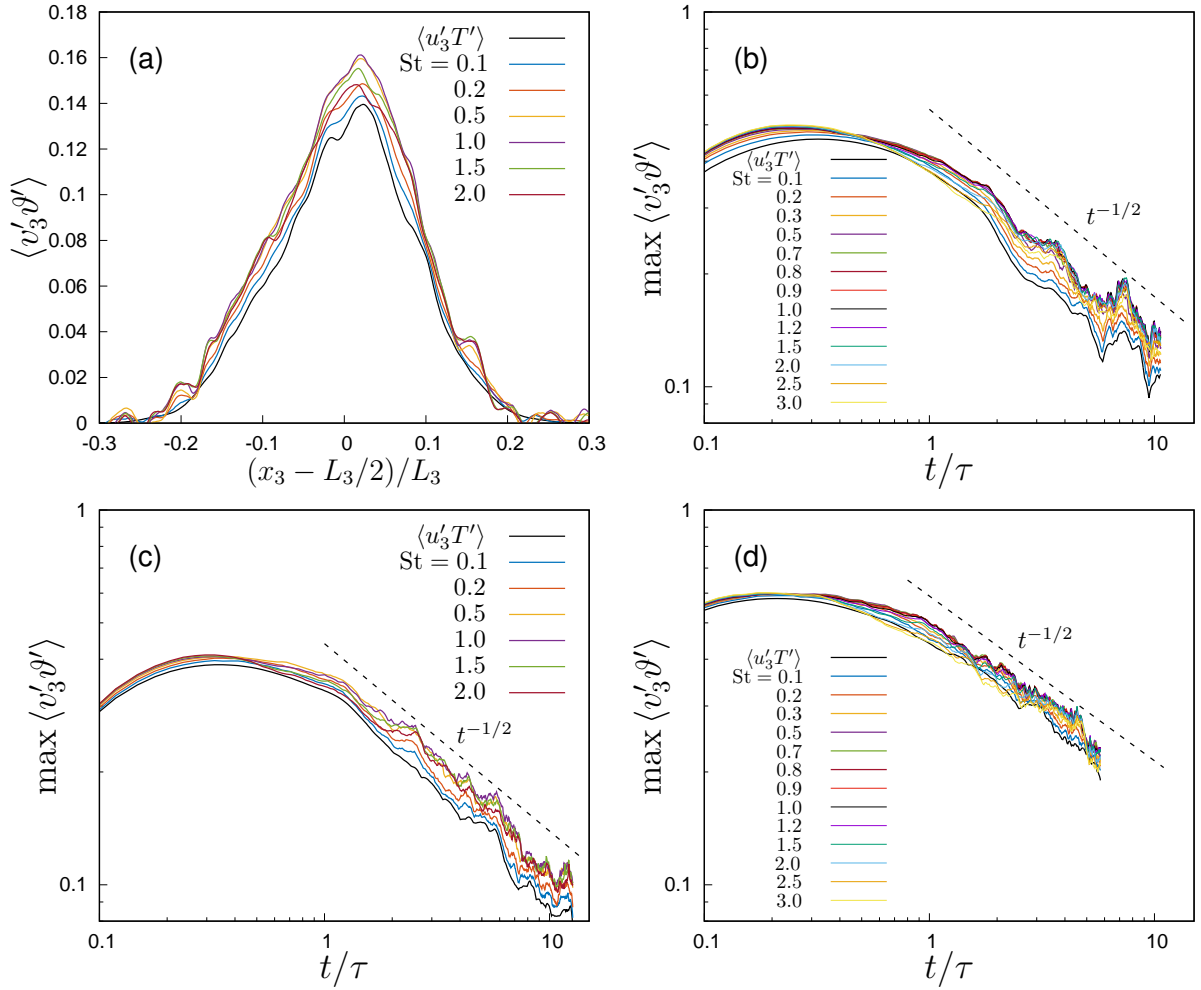 (a)
⟨v′₃ϑ′⟩
0.18
0.16
0.14
0.12
0.1
0.08
0.06
0.04
0.02
0
-0.3 -0.2 -0.1 0 0.1 0.2 0.3
(x₃ − L₃/2)/L₃
⟨u′₃T′⟩
St = 0.1
0.2
0.5
1.0
1.5
2.0
(b)
max ⟨v′₃ϑ′⟩
1
0.1
0.1 1 10
t/τ
t⁻¹/²
⟨u′₃T′⟩
St = 0.1
0.2
0.3
0.5
0.7
0.8
0.9
1.0
1.2
1.5
2.0
2.5
3.0
(c)
max ⟨v′₃ϑ′⟩
1
0.1
0.1 1 10
t/τ
t⁻¹/²
⟨u′₃T′⟩
St = 0.1
0.2
0.5
1.0
1.5
2.0
(d)
max ⟨v′₃ϑ′⟩
1
0.1
0.1 1 10
t/τ
t⁻¹/²
⟨u′₃T′⟩
St = 0.1
0.2
0.3
0.5
0.7
0.8
0.9
1.0
1.2
1.5
2.0
2.5
3.0